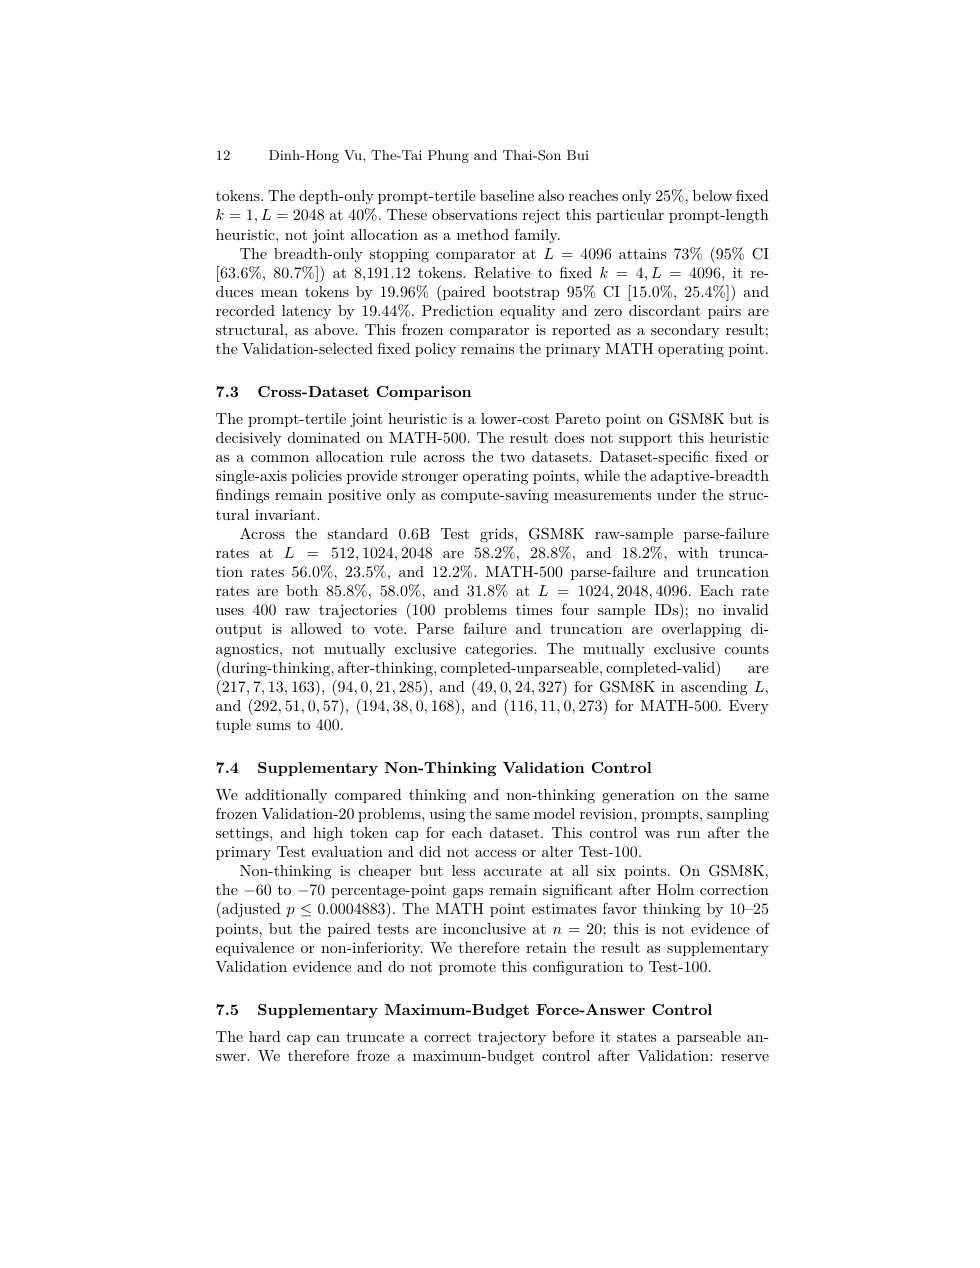 12 Dinh-Hong Vu, The-Tai Phung and Thai-Son Bui
tokens. The depth-only prompt-tertile baseline also reaches only 25%, below fixed
k = 1, L = 2048 at 40%. These observations reject this particular prompt-length
heuristic, not joint allocation as a method family.
The breadth-only stopping comparator at L = 4096 attains 73% (95% CI
[63.6%, 80.7%]) at 8,191.12 tokens. Relative to fixed k = 4, L = 4096, it re-
duces mean tokens by 19.96% (paired bootstrap 95% CI [15.0%, 25.4%]) and
recorded latency by 19.44%. Prediction equality and zero discordant pairs are
structural, as above. This frozen comparator is reported as a secondary result;
the Validation-selected fixed policy remains the primary MATH operating point.
7.3 Cross-Dataset Comparison
The prompt-tertile joint heuristic is a lower-cost Pareto point on GSM8K but is
decisively dominated on MATH-500. The result does not support this heuristic
as a common allocation rule across the two datasets. Dataset-specific fixed or
single-axis policies provide stronger operating points, while the adaptive-breadth
findings remain positive only as compute-saving measurements under the struc-
tural invariant.
Across the standard 0.6B Test grids, GSM8K raw-sample parse-failure
rates at L = 512, 1024, 2048 are 58.2%, 28.8%, and 18.2%, with trunca-
tion rates 56.0%, 23.5%, and 12.2%. MATH-500 parse-failure and truncation
rates are both 85.8%, 58.0%, and 31.8% at L = 1024, 2048, 4096. Each rate
uses 400 raw trajectories (100 problems times four sample IDs); no invalid
output is allowed to vote. Parse failure and truncation are overlapping di-
agnostics, not mutually exclusive categories. The mutually exclusive counts
(during-thinking, after-thinking, completed-unparseable, completed-valid) are
(217, 7, 13, 163), (94, 0, 21, 285), and (49, 0, 24, 327) for GSM8K in ascending L,
and (292, 51, 0, 57), (194, 38, 0, 168), and (116, 11, 0, 273) for MATH-500. Every
tuple sums to 400.
7.4 Supplementary Non-Thinking Validation Control
We additionally compared thinking and non-thinking generation on the same
frozen Validation-20 problems, using the same model revision, prompts, sampling
settings, and high token cap for each dataset. This control was run after the
primary Test evaluation and did not access or alter Test-100.
Non-thinking is cheaper but less accurate at all six points. On GSM8K,
the −60 to −70 percentage-point gaps remain significant after Holm correction
(adjusted p ≤ 0.0004883). The MATH point estimates favor thinking by 10–25
points, but the paired tests are inconclusive at n = 20; this is not evidence of
equivalence or non-inferiority. We therefore retain the result as supplementary
Validation evidence and do not promote this configuration to Test-100.
7.5 Supplementary Maximum-Budget Force-Answer Control
The hard cap can truncate a correct trajectory before it states a parseable an-
swer. We therefore froze a maximum-budget control after Validation: reserve